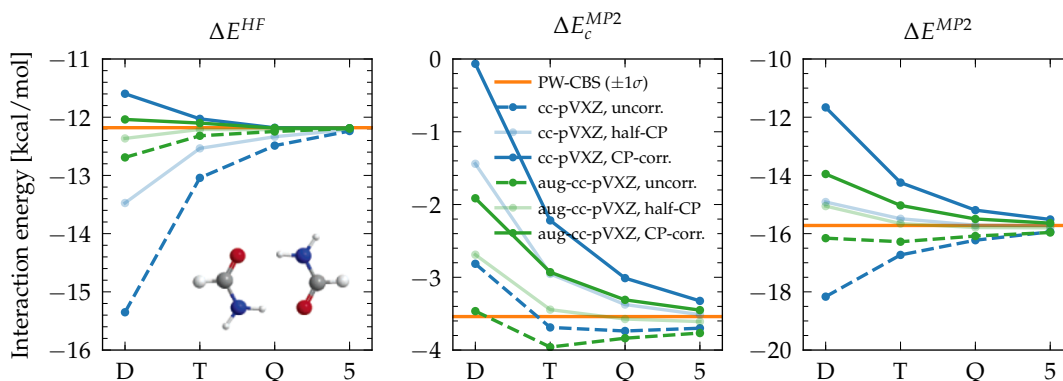 ΔE^{HF}
Interaction energy [kcal/mol]
−11
−12
−13
−14
−15
−16
D T Q 5
ΔE_c^{MP2}
0
−1
−2
−3
−4
PW-CBS (±1σ)
cc-pVXZ, uncorr.
cc-pVXZ, half-CP
cc-pVXZ, CP-corr.
aug-cc-pVXZ, uncorr.
aug-cc-pVXZ, half-CP
aug-cc-pVXZ, CP-corr.
D T Q 5
ΔE^{MP2}
−10
−12
−14
−16
−18
−20
D T Q 5